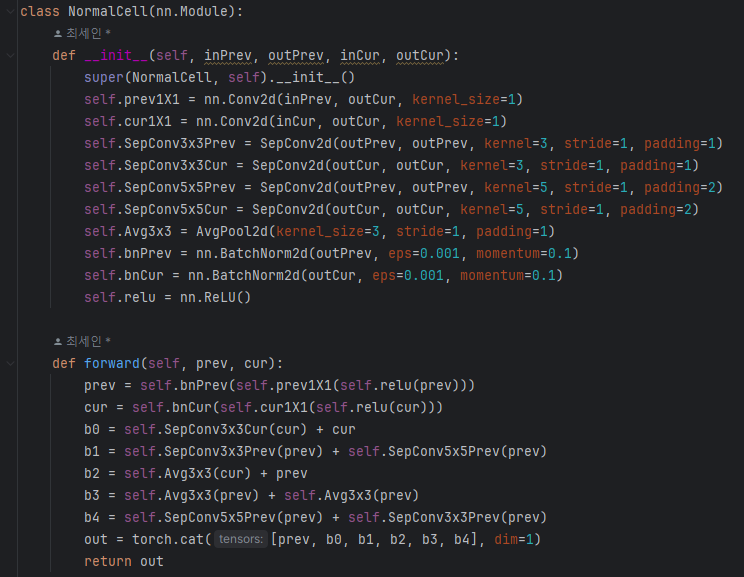 class NormalCell(nn.Module):
최세인 *
def __init__(self, inPrev, outPrev, inCur, outCur):
super(NormalCell, self).__init__()
self.prev1X1 = nn.Conv2d(inPrev, outCur, kernel_size=1)
self.cur1X1 = nn.Conv2d(inCur, outCur, kernel_size=1)
self.SepConv3x3Prev = SepConv2d(outPrev, outPrev, kernel=3, stride=1, padding=1)
self.SepConv3x3Cur = SepConv2d(outCur, outCur, kernel=3, stride=1, padding=1)
self.SepConv5x5Prev = SepConv2d(outPrev, outPrev, kernel=5, stride=1, padding=2)
self.SepConv5x5Cur = SepConv2d(outCur, outCur, kernel=5, stride=1, padding=2)
self.Avg3x3 = AvgPool2d(kernel_size=3, stride=1, padding=1)
self.bnPrev = nn.BatchNorm2d(outPrev, eps=0.001, momentum=0.1)
self.bnCur = nn.BatchNorm2d(outCur, eps=0.001, momentum=0.1)
self.relu = nn.ReLU()
최세인 *
def forward(self, prev, cur):
prev = self.bnPrev(self.prev1X1(self.relu(prev)))
cur = self.bnCur(self.cur1X1(self.relu(cur)))
b0 = self.SepConv3x3Cur(cur) + cur
b1 = self.SepConv3x3Prev(prev) + self.SepConv5x5Prev(prev)
b2 = self.Avg3x3(cur) + prev
b3 = self.Avg3x3(prev) + self.Avg3x3(prev)
b4 = self.SepConv5x5Prev(prev) + self.SepConv3x3Prev(prev)
out = torch.cat( tensors: [prev, b0, b1, b2, b3, b4], dim=1)
return out